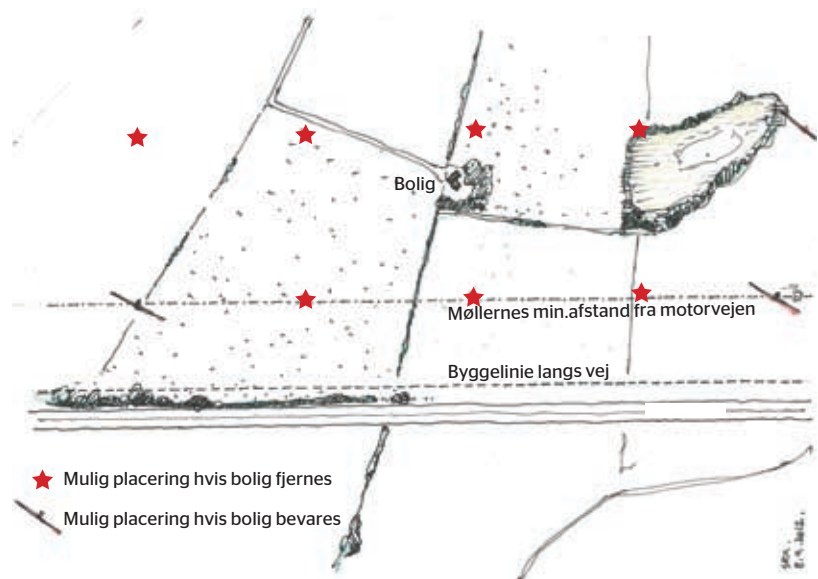 Bolig
Møllernes min.afstand fra motorvejen
Byggelinie langs vej
Mulig placering hvis bolig fjernes
Mulig placering hvis bolig bevares